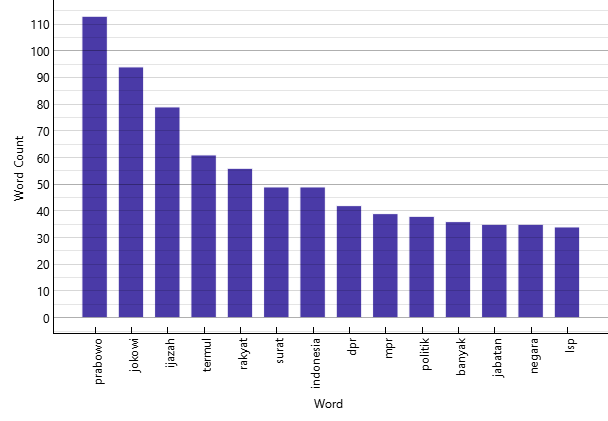 110
100
90
80
70
60
50
40
30
20
10
0
Word Count
prabowo
jokowi
ijazah
termul
rakyat
surat
indonesia
dpr
mpr
politik
banyak
jabatan
negara
lsp
Word